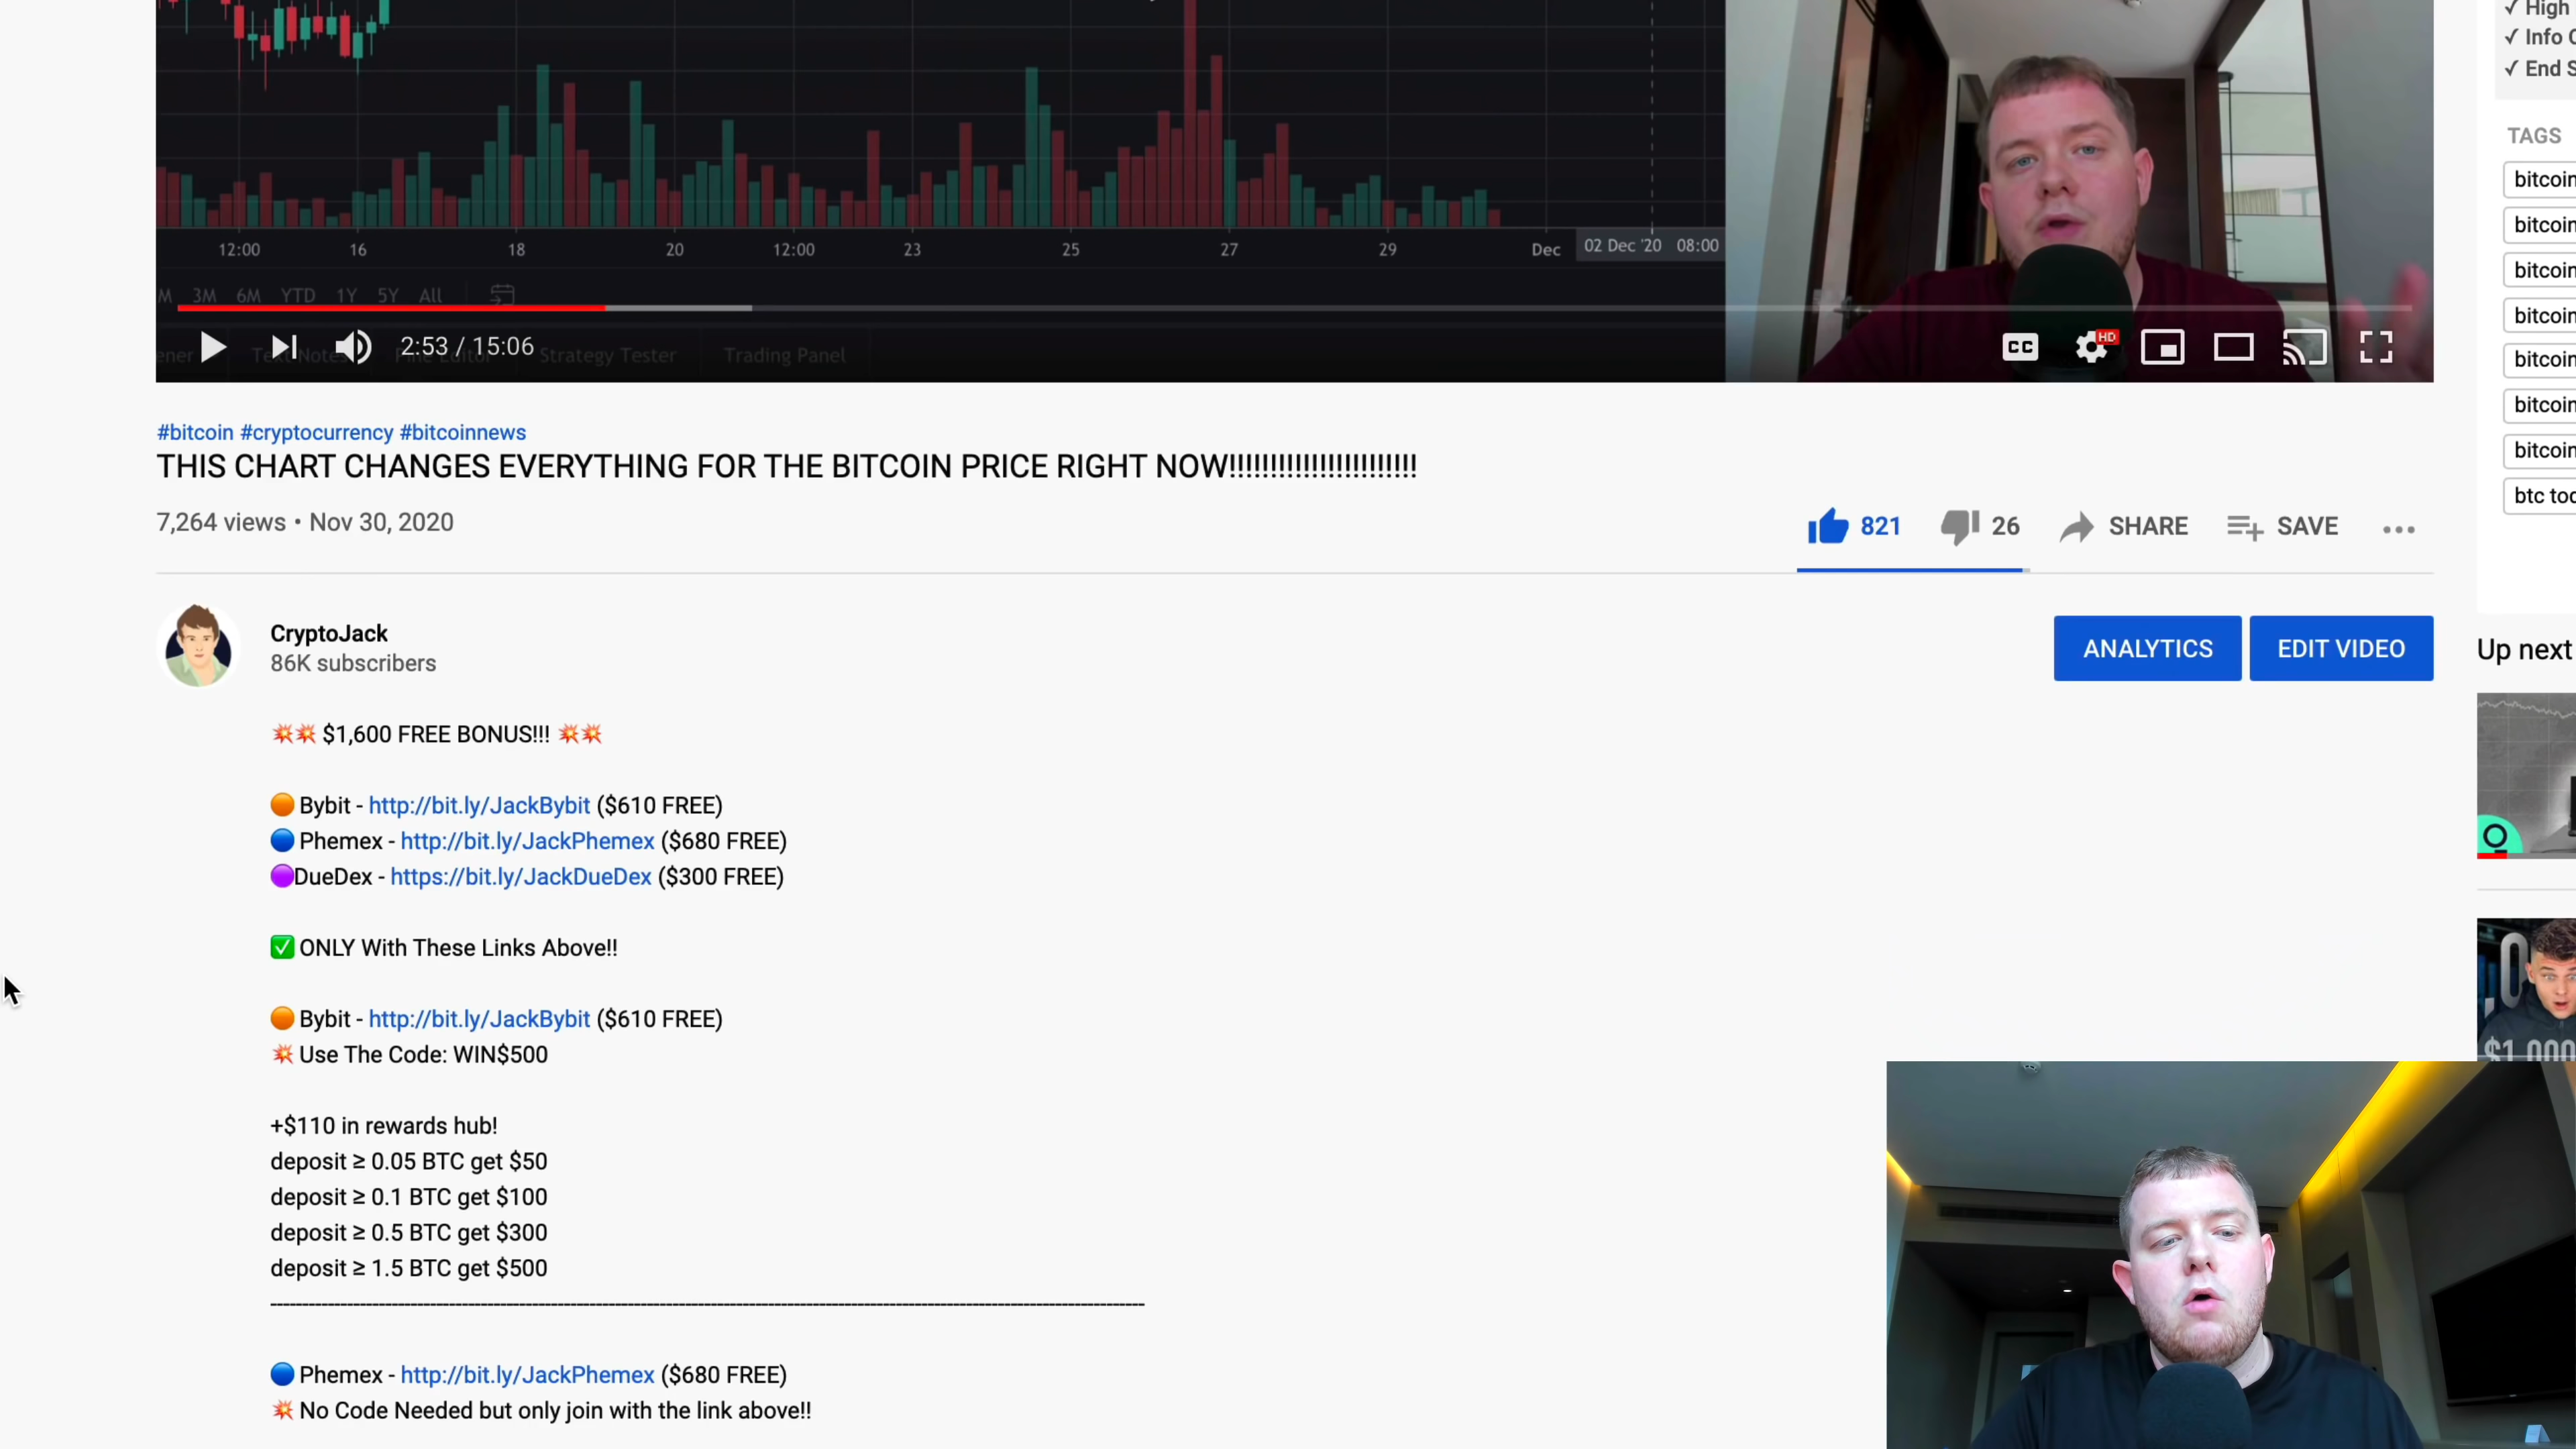 12:00 16 18 20 12:00 23 25 27 29 Dec 02 Dec '20 08:00
3M 6M YTD 1Y 5Y All
2:53 / 15:06
Strategy Tester Trading Panel
CC HD
#bitcoin #cryptocurrency #bitcoinnews
THIS CHART CHANGES EVERYTHING FOR THE BITCOIN PRICE RIGHT NOW!!!!!!!!!!!!!!!!!!!!!!!
7,264 views • Nov 30, 2020
821 26 SHARE SAVE
CryptoJack
86K subscribers
ANALYTICS EDIT VIDEO
💥💥 $1,600 FREE BONUS!!! 💥💥
🟠 Bybit - http://bit.ly/JackBybit ($610 FREE)
🔵 Phemex - http://bit.ly/JackPhemex ($680 FREE)
🟣DueDex - https://bit.ly/JackDueDex ($300 FREE)
✅ ONLY With These Links Above!!
🟠 Bybit - http://bit.ly/JackBybit ($610 FREE)
💥 Use The Code: WIN$500
+$110 in rewards hub!
deposit ≥ 0.05 BTC get $50
deposit ≥ 0.1 BTC get $100
deposit ≥ 0.5 BTC get $300
deposit ≥ 1.5 BTC get $500
--------------------------------------------------------------------------------
🔵 Phemex - http://bit.ly/JackPhemex ($680 FREE)
💥 No Code Needed but only join with the link above!!
✓ High
✓ Info
✓ End
TAGS
bitcoin
bitcoin
bitcoin
bitcoin
bitcoin
bitcoin
bitcoin
btc
Up next